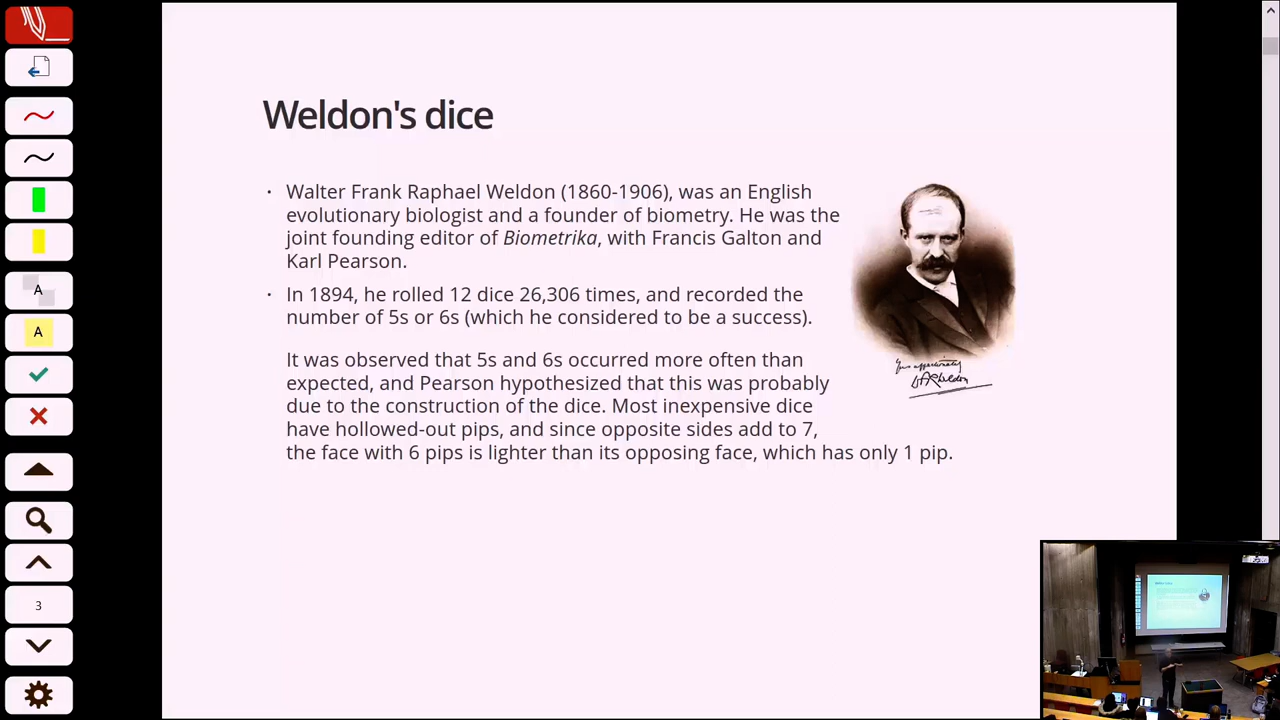 Weldon's dice
Walter Frank Raphael Weldon (1860-1906), was an English
evolutionary biologist and a founder of biometry. He was the
joint founding editor of Biometrika, with Francis Galton and
Karl Pearson.
In 1894, he rolled 12 dice 26,306 times, and recorded the
number of 5s or 6s (which he considered to be a success).
It was observed that 5s and 6s occurred more often than
expected, and Pearson hypothesized that this was probably
due to the construction of the dice. Most inexpensive dice
have hollowed-out pips, and since opposite sides add to 7,
the face with 6 pips is lighter than its opposing face, which has only 1 pip.
A
A
3